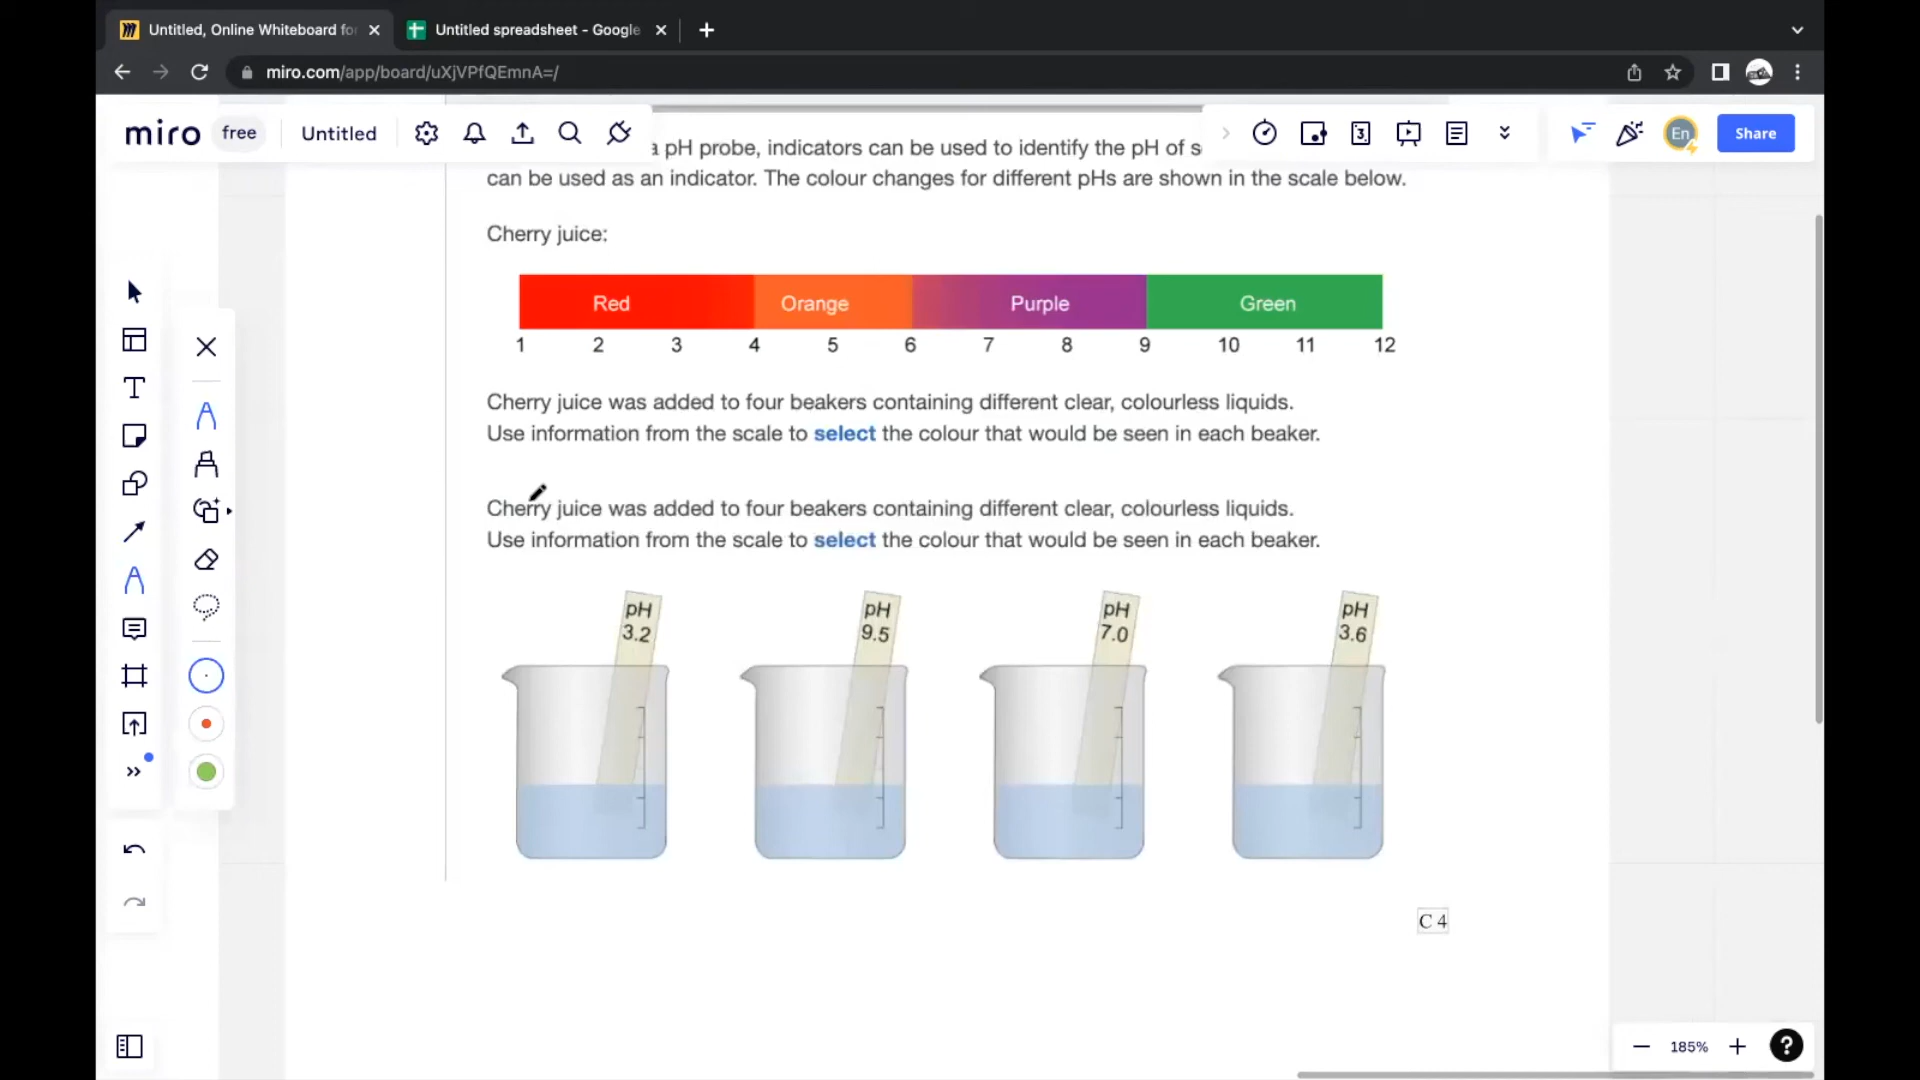 Untitled, Online Whiteboard for
Untitled spreadsheet - Google
miro.com/app/board/uXjVPfQEmnA=/
miro free Untitled
3 En Share
a pH probe, indicators can be used to identify the pH of s
can be used as an indicator. The colour changes for different pHs are shown in the scale below.
Cherry juice:
Red Orange Purple Green
1 2 3 4 5 6 7 8 9 10 11 12
Cherry juice was added to four beakers containing different clear, colourless liquids.
Use information from the scale to select the colour that would be seen in each beaker.
Cherry juice was added to four beakers containing different clear, colourless liquids.
Use information from the scale to select the colour that would be seen in each beaker.
pH pH pH pH
3.2 9.5 7.0 3.6
C 4
185%